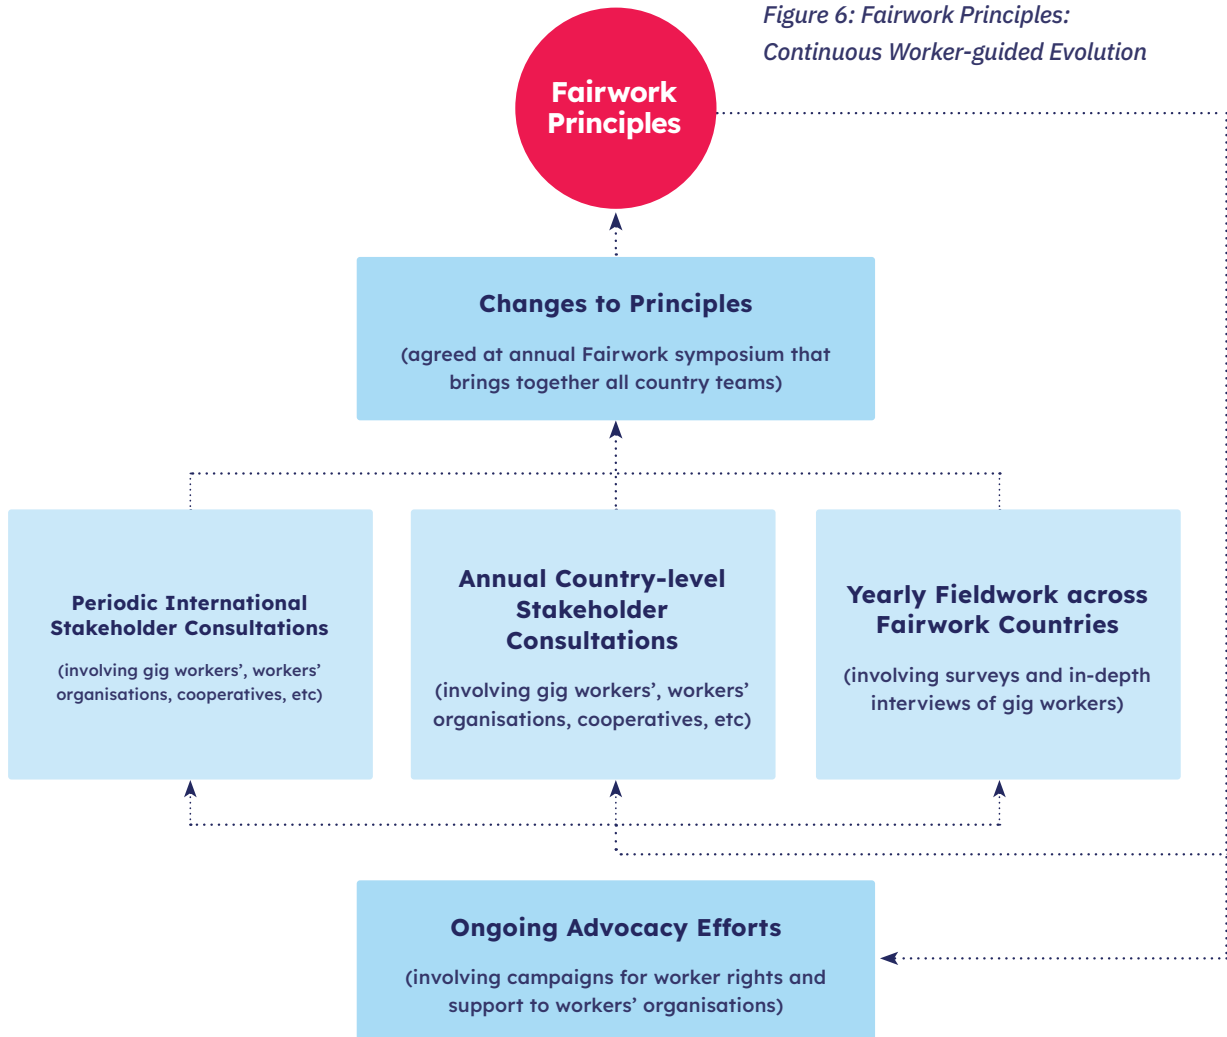 Figure 6: Fairwork Principles:
Continuous Worker-guided Evolution
Fairwork
Principles
Changes to Principles
(agreed at annual Fairwork symposium that
brings together all country teams)
Periodic International
Stakeholder Consultations
(involving gig workers’, workers’
organisations, cooperatives, etc)
Annual Country-level
Stakeholder
Consultations
(involving gig workers’, workers’
organisations, cooperatives, etc)
Yearly Fieldwork across
Fairwork Countries
(involving surveys and in-depth
interviews of gig workers)
Ongoing Advocacy Efforts
(involving campaigns for worker rights and
support to workers’ organisations)